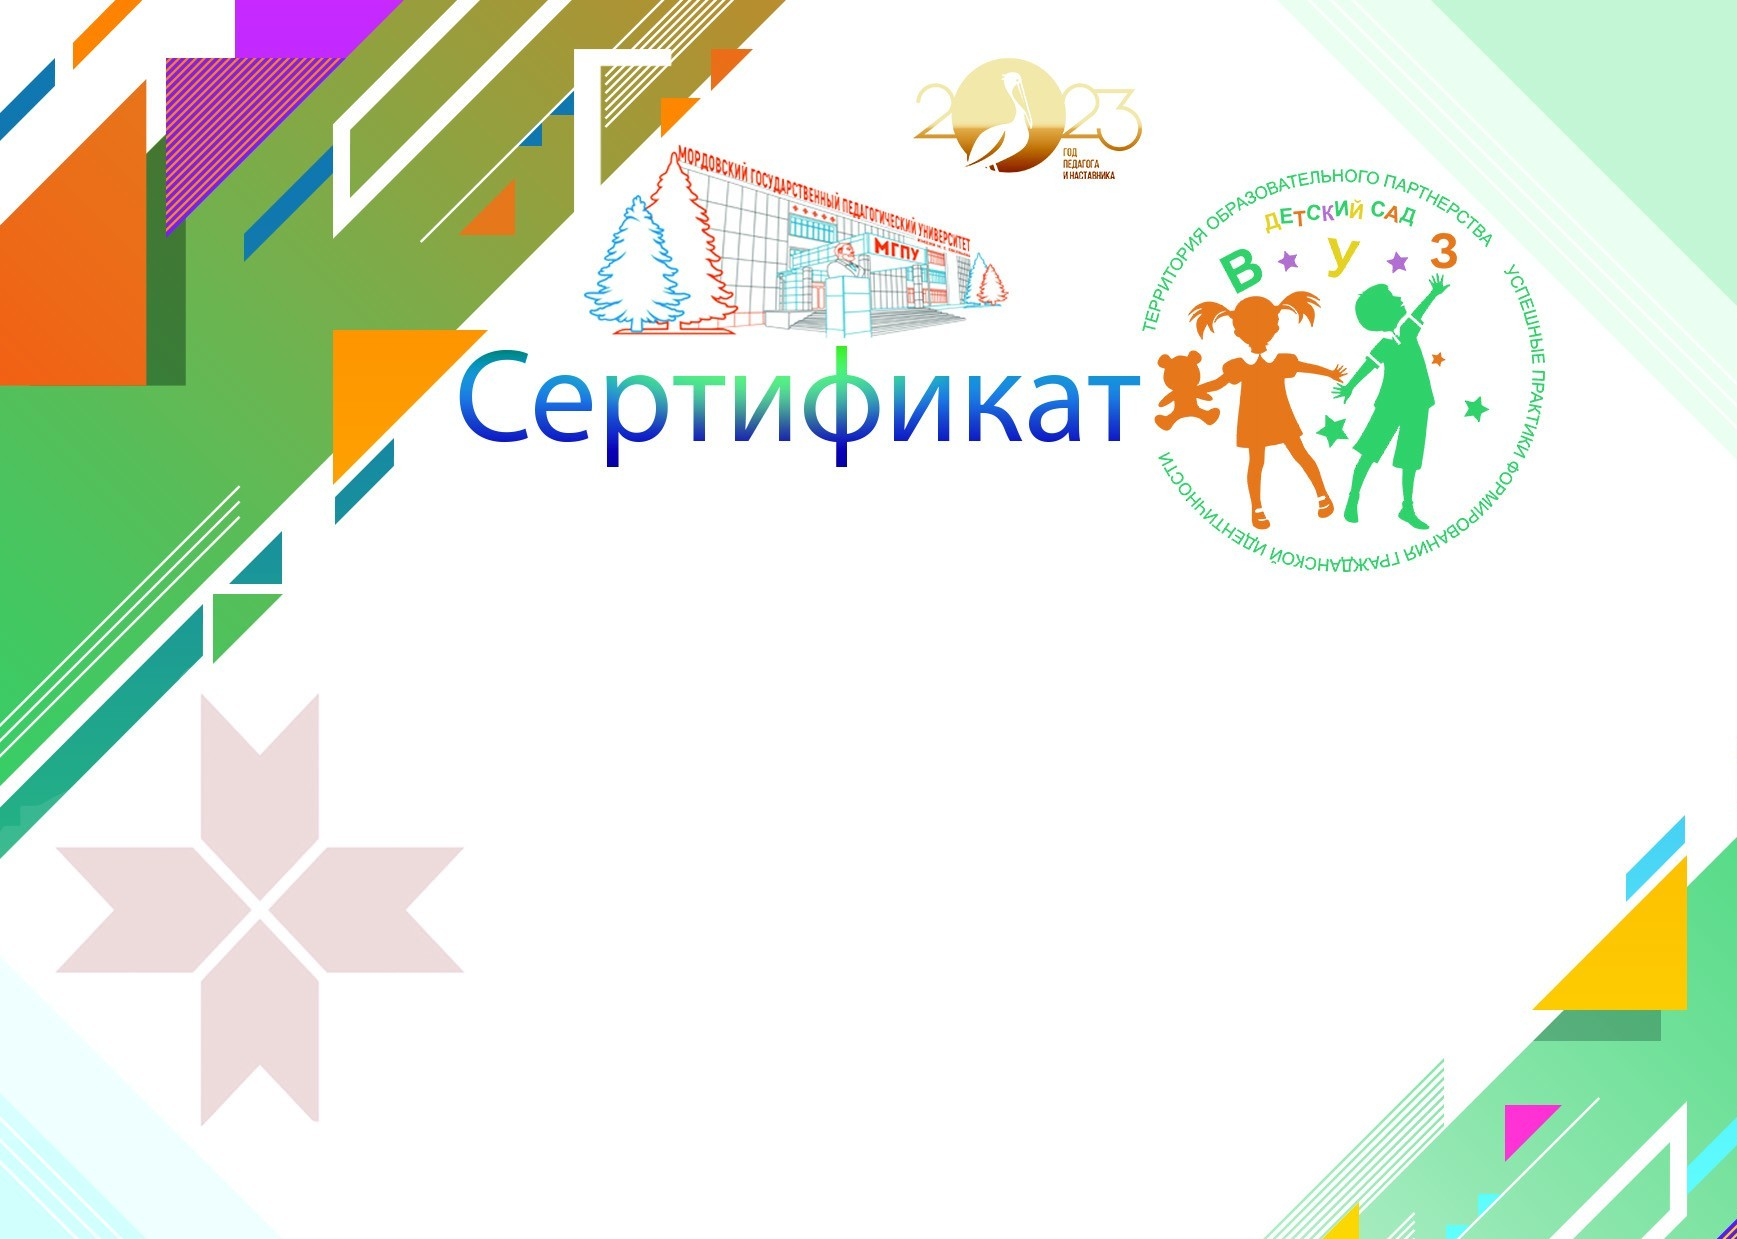 2023
ГОД
ПЕДАГОГА
И НАСТАВНИКА
МОРДОВСКИЙ ГОСУДАРСТВЕННЫЙ ПЕДАГОГИЧЕСКИЙ УНИВЕРСИТЕТ
МГПУ
ТЕРРИТОРИЯ ОБРАЗОВАТЕЛЬНОГО ПАРТНЕРСТВА
УСПЕШНЫЕ ПРАКТИКИ ФОРМИРОВАНИЯ ГРАЖДАНСКОЙ ИДЕНТИЧНОСТИ
ДЕТСКИЙ САД
В У З
Сертификат